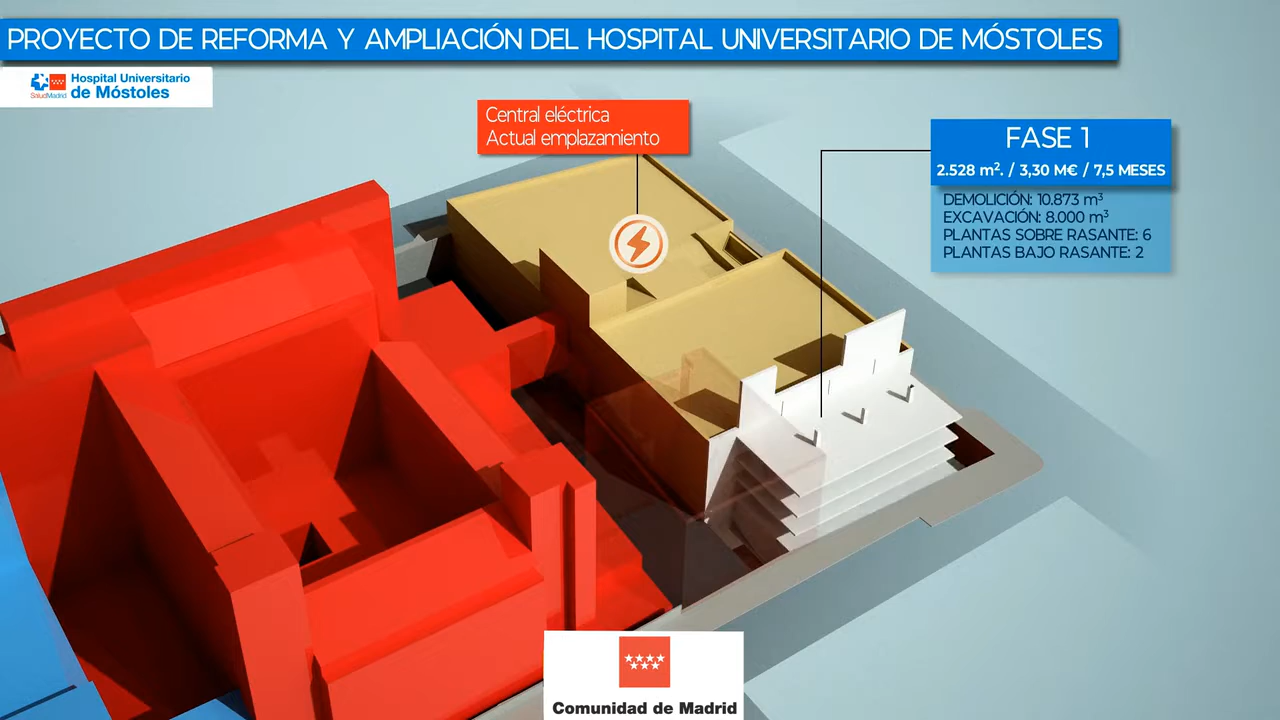 PROYECTO DE REFORMA Y AMPLIACIÓN DEL HOSPITAL UNIVERSITARIO DE MÓSTOLES
SaludMadrid
Hospital Universitario
de Móstoles
Central eléctrica
Actual emplazamiento
FASE 1
2.528 m². / 3,30 M€ / 7,5 MESES
DEMOLICIÓN: 10.873 m³
EXCAVACIÓN: 8.000 m³
PLANTAS SOBRE RASANTE: 6
PLANTAS BAJO RASANTE: 2
Comunidad de Madrid